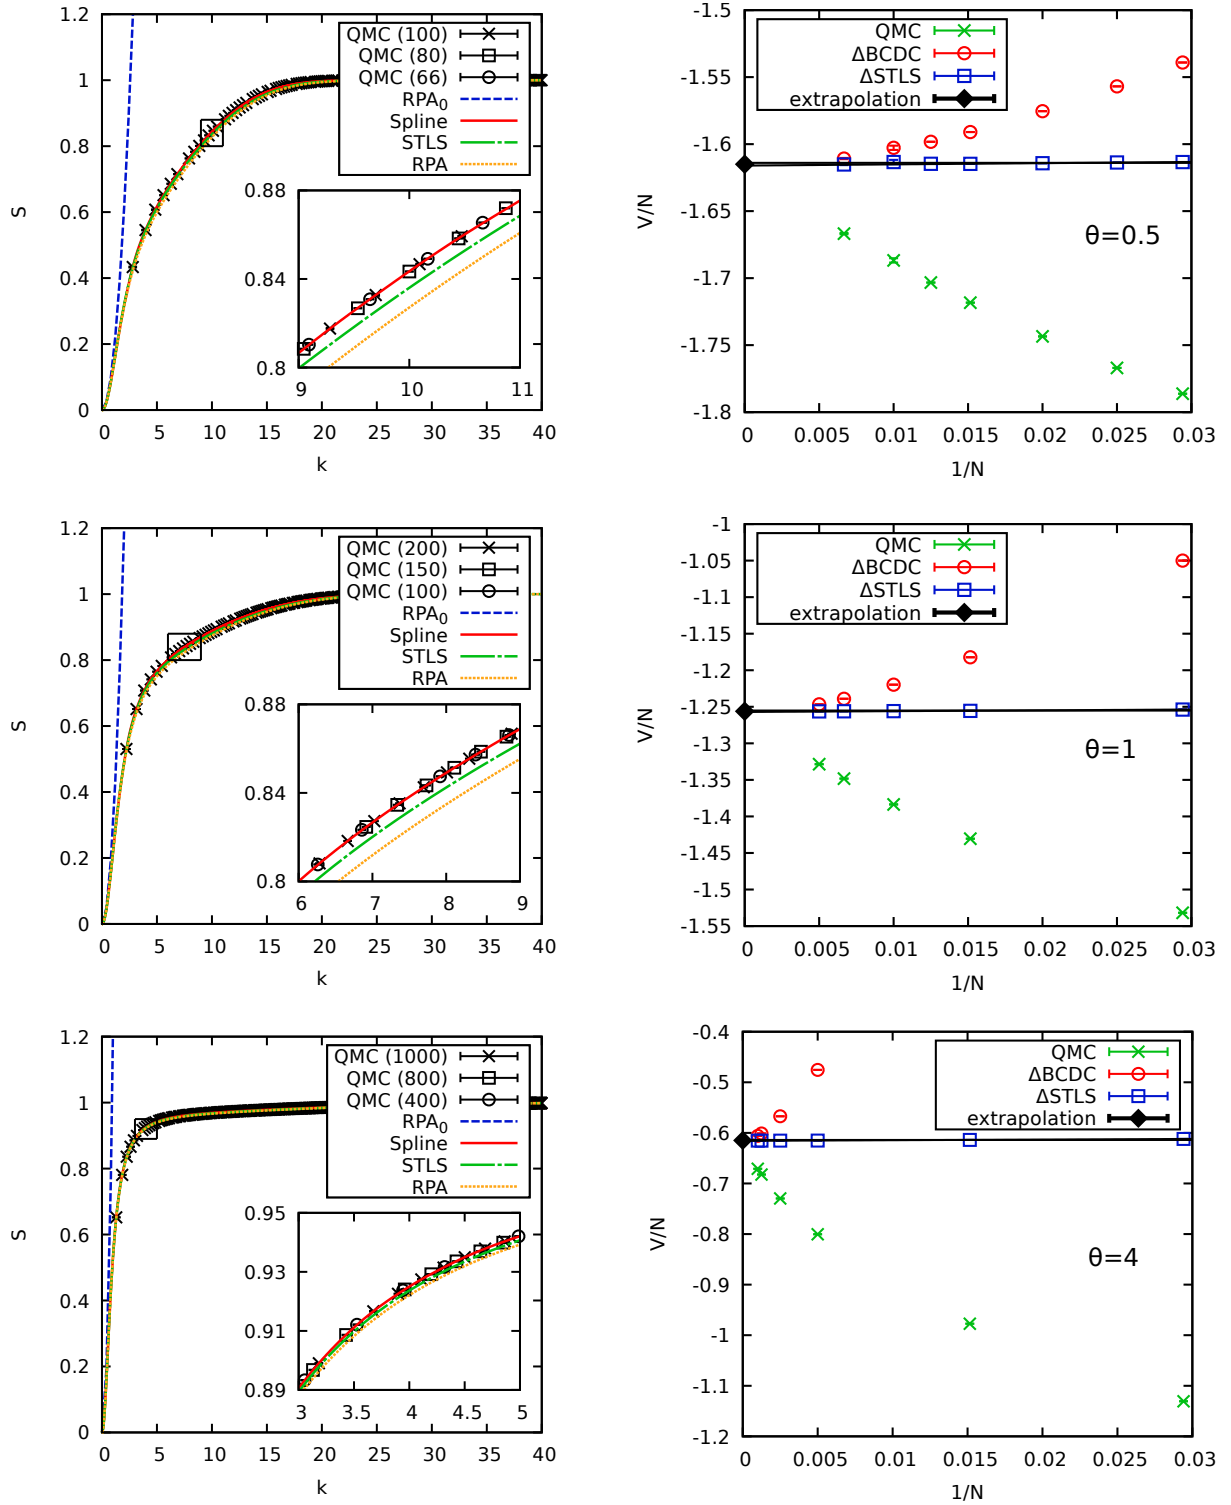 1.2
1
0.8
0.6
0.4
0.2
0
S
QMC (100)
QMC (80)
QMC (66)
RPA0
Spline
STLS
RPA
0.88
0.84
0.8
9 10 11
0 5 10 15 20 25 30 35 40
k
-1.5
-1.55
-1.6
-1.65
-1.7
-1.75
-1.8
V/N
QMC
ΔBCDC
ΔSTLS
extrapolation
θ=0.5
0 0.005 0.01 0.015 0.02 0.025 0.03
1/N
1.2
1
0.8
0.6
0.4
0.2
0
S
QMC (200)
QMC (150)
QMC (100)
RPA0
Spline
STLS
RPA
0.88
0.84
0.8
6 7 8 9
0 5 10 15 20 25 30 35 40
k
-1
-1.05
-1.1
-1.15
-1.2
-1.25
-1.3
-1.35
-1.4
-1.45
-1.5
-1.55
V/N
QMC
ΔBCDC
ΔSTLS
extrapolation
θ=1
0 0.005 0.01 0.015 0.02 0.025 0.03
1/N
1.2
1
0.8
0.6
0.4
0.2
0
S
QMC (1000)
QMC (800)
QMC (400)
RPA0
Spline
STLS
RPA
0.95
0.93
0.91
0.89
3 3.5 4 4.5 5
0 5 10 15 20 25 30 35 40
k
-0.4
-0.5
-0.6
-0.7
-0.8
-0.9
-1
-1.1
-1.2
V/N
QMC
ΔBCDC
ΔSTLS
extrapolation
θ=4
0 0.005 0.01 0.015 0.02 0.025 0.03
1/N